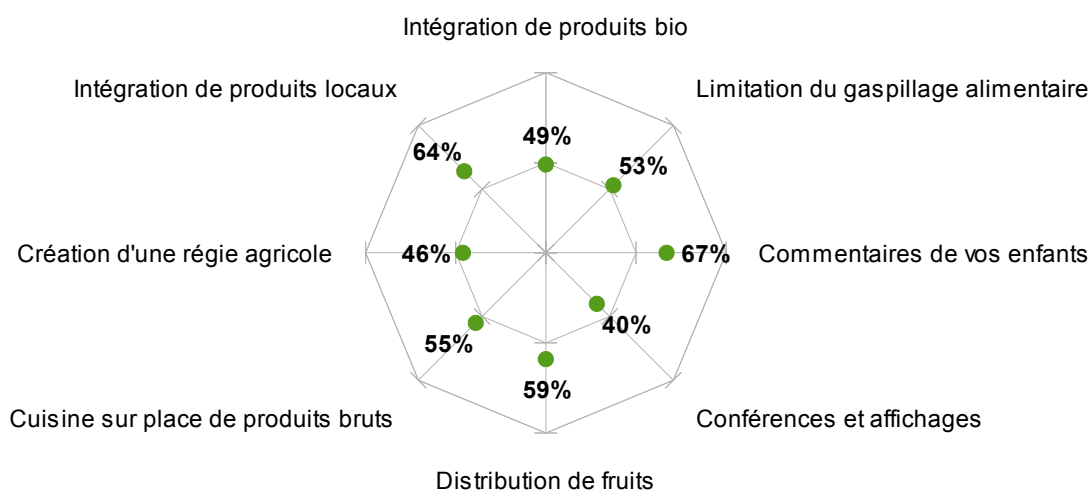 Intégration de produits bio
Intégration de produits locaux
Limitation du gaspillage alimentaire
49%
64%
53%
Création d'une régie agricole
46%
67%
Commentaires de vos enfants
40%
55%
59%
Cuisine sur place de produits bruts
Conférences et affichages
Distribution de fruits